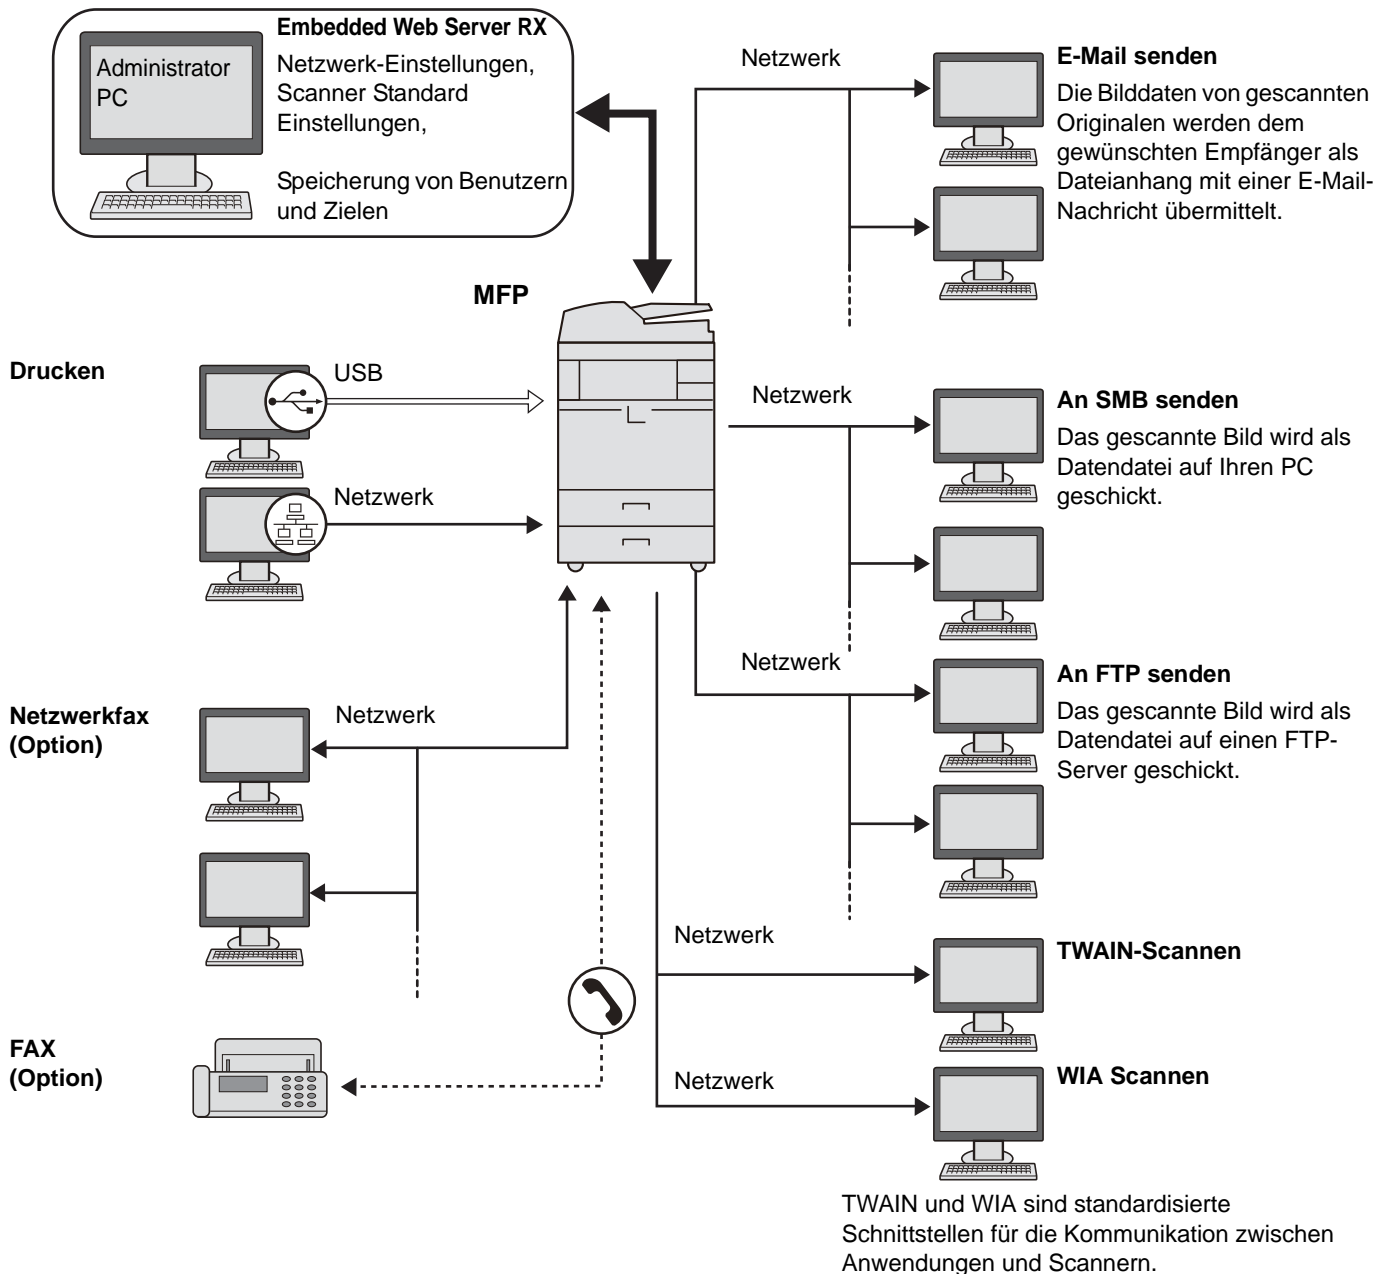 Embedded Web Server RX
Administrator
PC
Netzwerk-Einstellungen,
Scanner Standard
Einstellungen,
Speicherung von Benutzern
und Zielen
Netzwerk
E-Mail senden
Die Bilddaten von gescannten
Originalen werden dem
gewünschten Empfänger als
Dateianhang mit einer E-Mail-
Nachricht übermittelt.
MFP
Drucken
USB
Netzwerk
Netzwerk
An SMB senden
Das gescannte Bild wird als
Datendatei auf Ihren PC
geschickt.
Netzwerk
An FTP senden
Das gescannte Bild wird als
Datendatei auf einen FTP-
Server geschickt.
Netzwerkfax
(Option)
Netzwerk
Netzwerk
TWAIN-Scannen
FAX
(Option)
Netzwerk
WIA Scannen
TWAIN und WIA sind standardisierte
Schnittstellen für die Kommunikation zwischen
Anwendungen und Scannern.